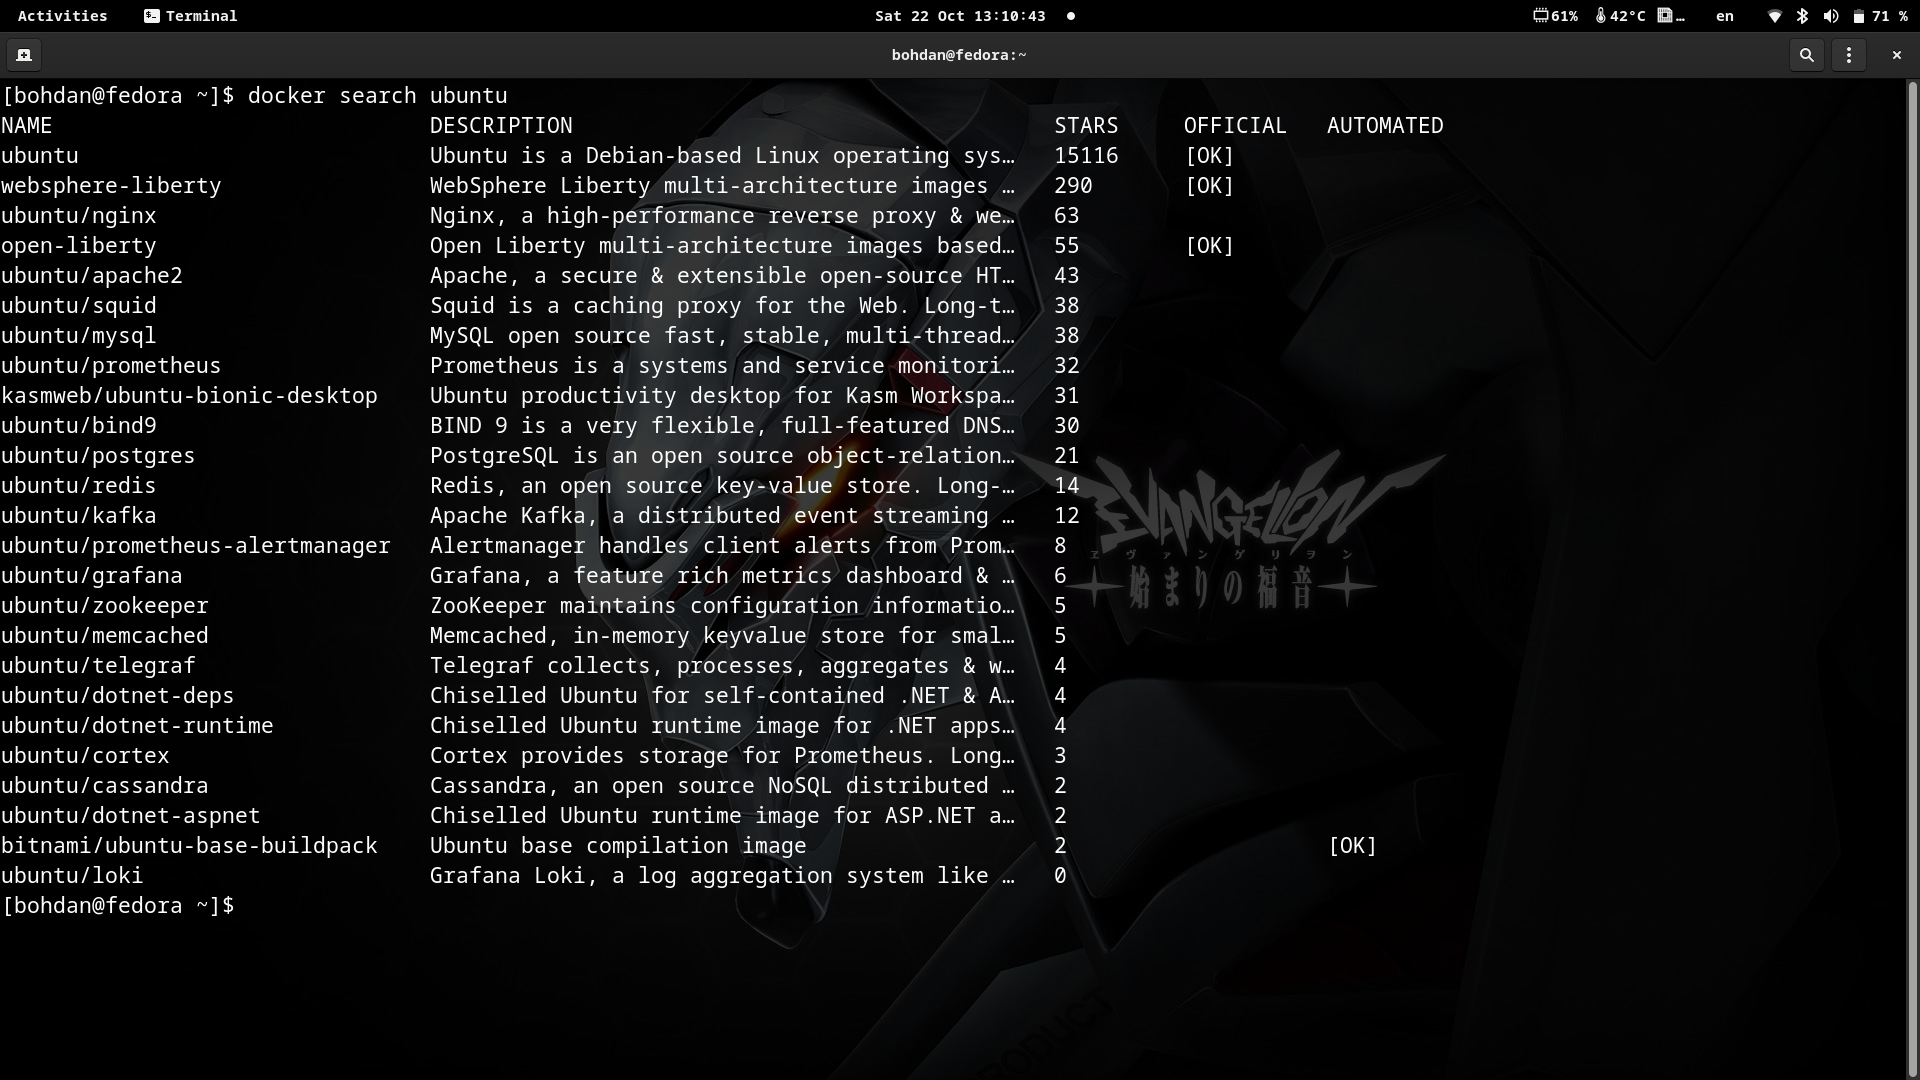 Activities Terminal Sat 22 Oct 13:10:43 61% 42°C … en 71 %
bohdan@fedora:~
[bohdan@fedora ~]$ docker search ubuntu
NAME DESCRIPTION STARS OFFICIAL AUTOMATED
ubuntu Ubuntu is a Debian-based Linux operating sys… 15116 [OK]
websphere-liberty WebSphere Liberty multi-architecture images … 290 [OK]
ubuntu/nginx Nginx, a high-performance reverse proxy & we… 63
open-liberty Open Liberty multi-architecture images based… 55 [OK]
ubuntu/apache2 Apache, a secure & extensible open-source HT… 43
ubuntu/squid Squid is a caching proxy for the Web. Long-t… 38
ubuntu/mysql MySQL open source fast, stable, multi-thread… 38
ubuntu/prometheus Prometheus is a systems and service monitori… 32
kasmweb/ubuntu-bionic-desktop Ubuntu productivity desktop for Kasm Workspa… 31
ubuntu/bind9 BIND 9 is a very flexible, full-featured DNS… 30
ubuntu/postgres PostgreSQL is an open source object-relation… 21
ubuntu/redis Redis, an open source key-value store. Long-… 14
ubuntu/kafka Apache Kafka, a distributed event streaming … 12
ubuntu/prometheus-alertmanager Alertmanager handles client alerts from Prom… 8
ubuntu/grafana Grafana, a feature rich metrics dashboard & … 6
ubuntu/zookeeper ZooKeeper maintains configuration informatio… 5
ubuntu/memcached Memcached, in-memory keyvalue store for smal… 5
ubuntu/telegraf Telegraf collects, processes, aggregates & w… 4
ubuntu/dotnet-deps Chiselled Ubuntu for self-contained .NET & A… 4
ubuntu/dotnet-runtime Chiselled Ubuntu runtime image for .NET apps… 4
ubuntu/cortex Cortex provides storage for Prometheus. Long… 3
ubuntu/cassandra Cassandra, an open source NoSQL distributed … 2
ubuntu/dotnet-aspnet Chiselled Ubuntu runtime image for ASP.NET a… 2
bitnami/ubuntu-base-buildpack Ubuntu base compilation image 2 [OK]
ubuntu/loki Grafana Loki, a log aggregation system like … 0
[bohdan@fedora ~]$
EVANGELION
ヱヴァンゲリヲン
始まりの福音